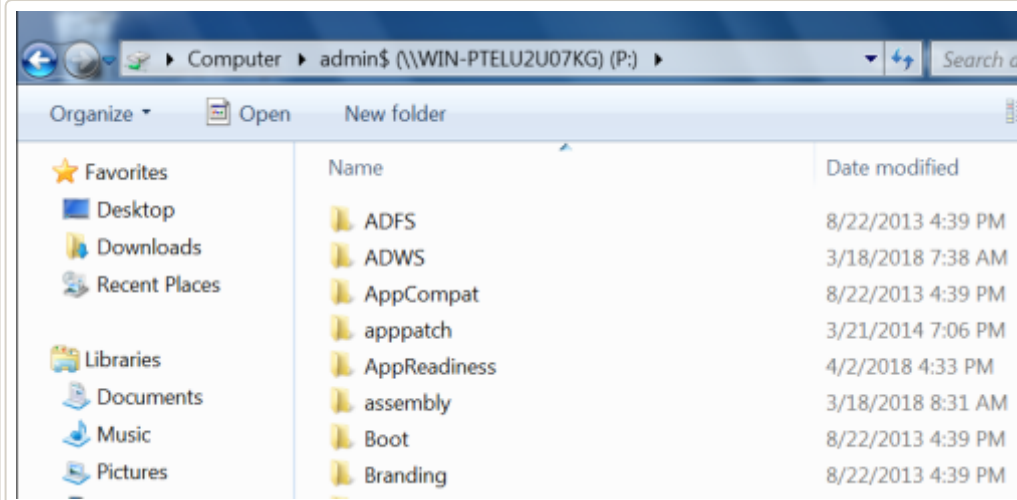 Computer admin$ (\\WIN-PTELU2U07KG) (P:) Search
Organize Open New folder
Name Date modified
Favorites
Desktop
Downloads
Recent Places
Libraries
Documents
Music
Pictures
ADFS 8/22/2013 4:39 PM
ADWS 3/18/2018 7:38 AM
AppCompat 8/22/2013 4:39 PM
apppatch 3/21/2014 7:06 PM
AppReadiness 4/2/2018 4:33 PM
assembly 3/18/2018 8:31 AM
Boot 8/22/2013 4:39 PM
Branding 8/22/2013 4:39 PM